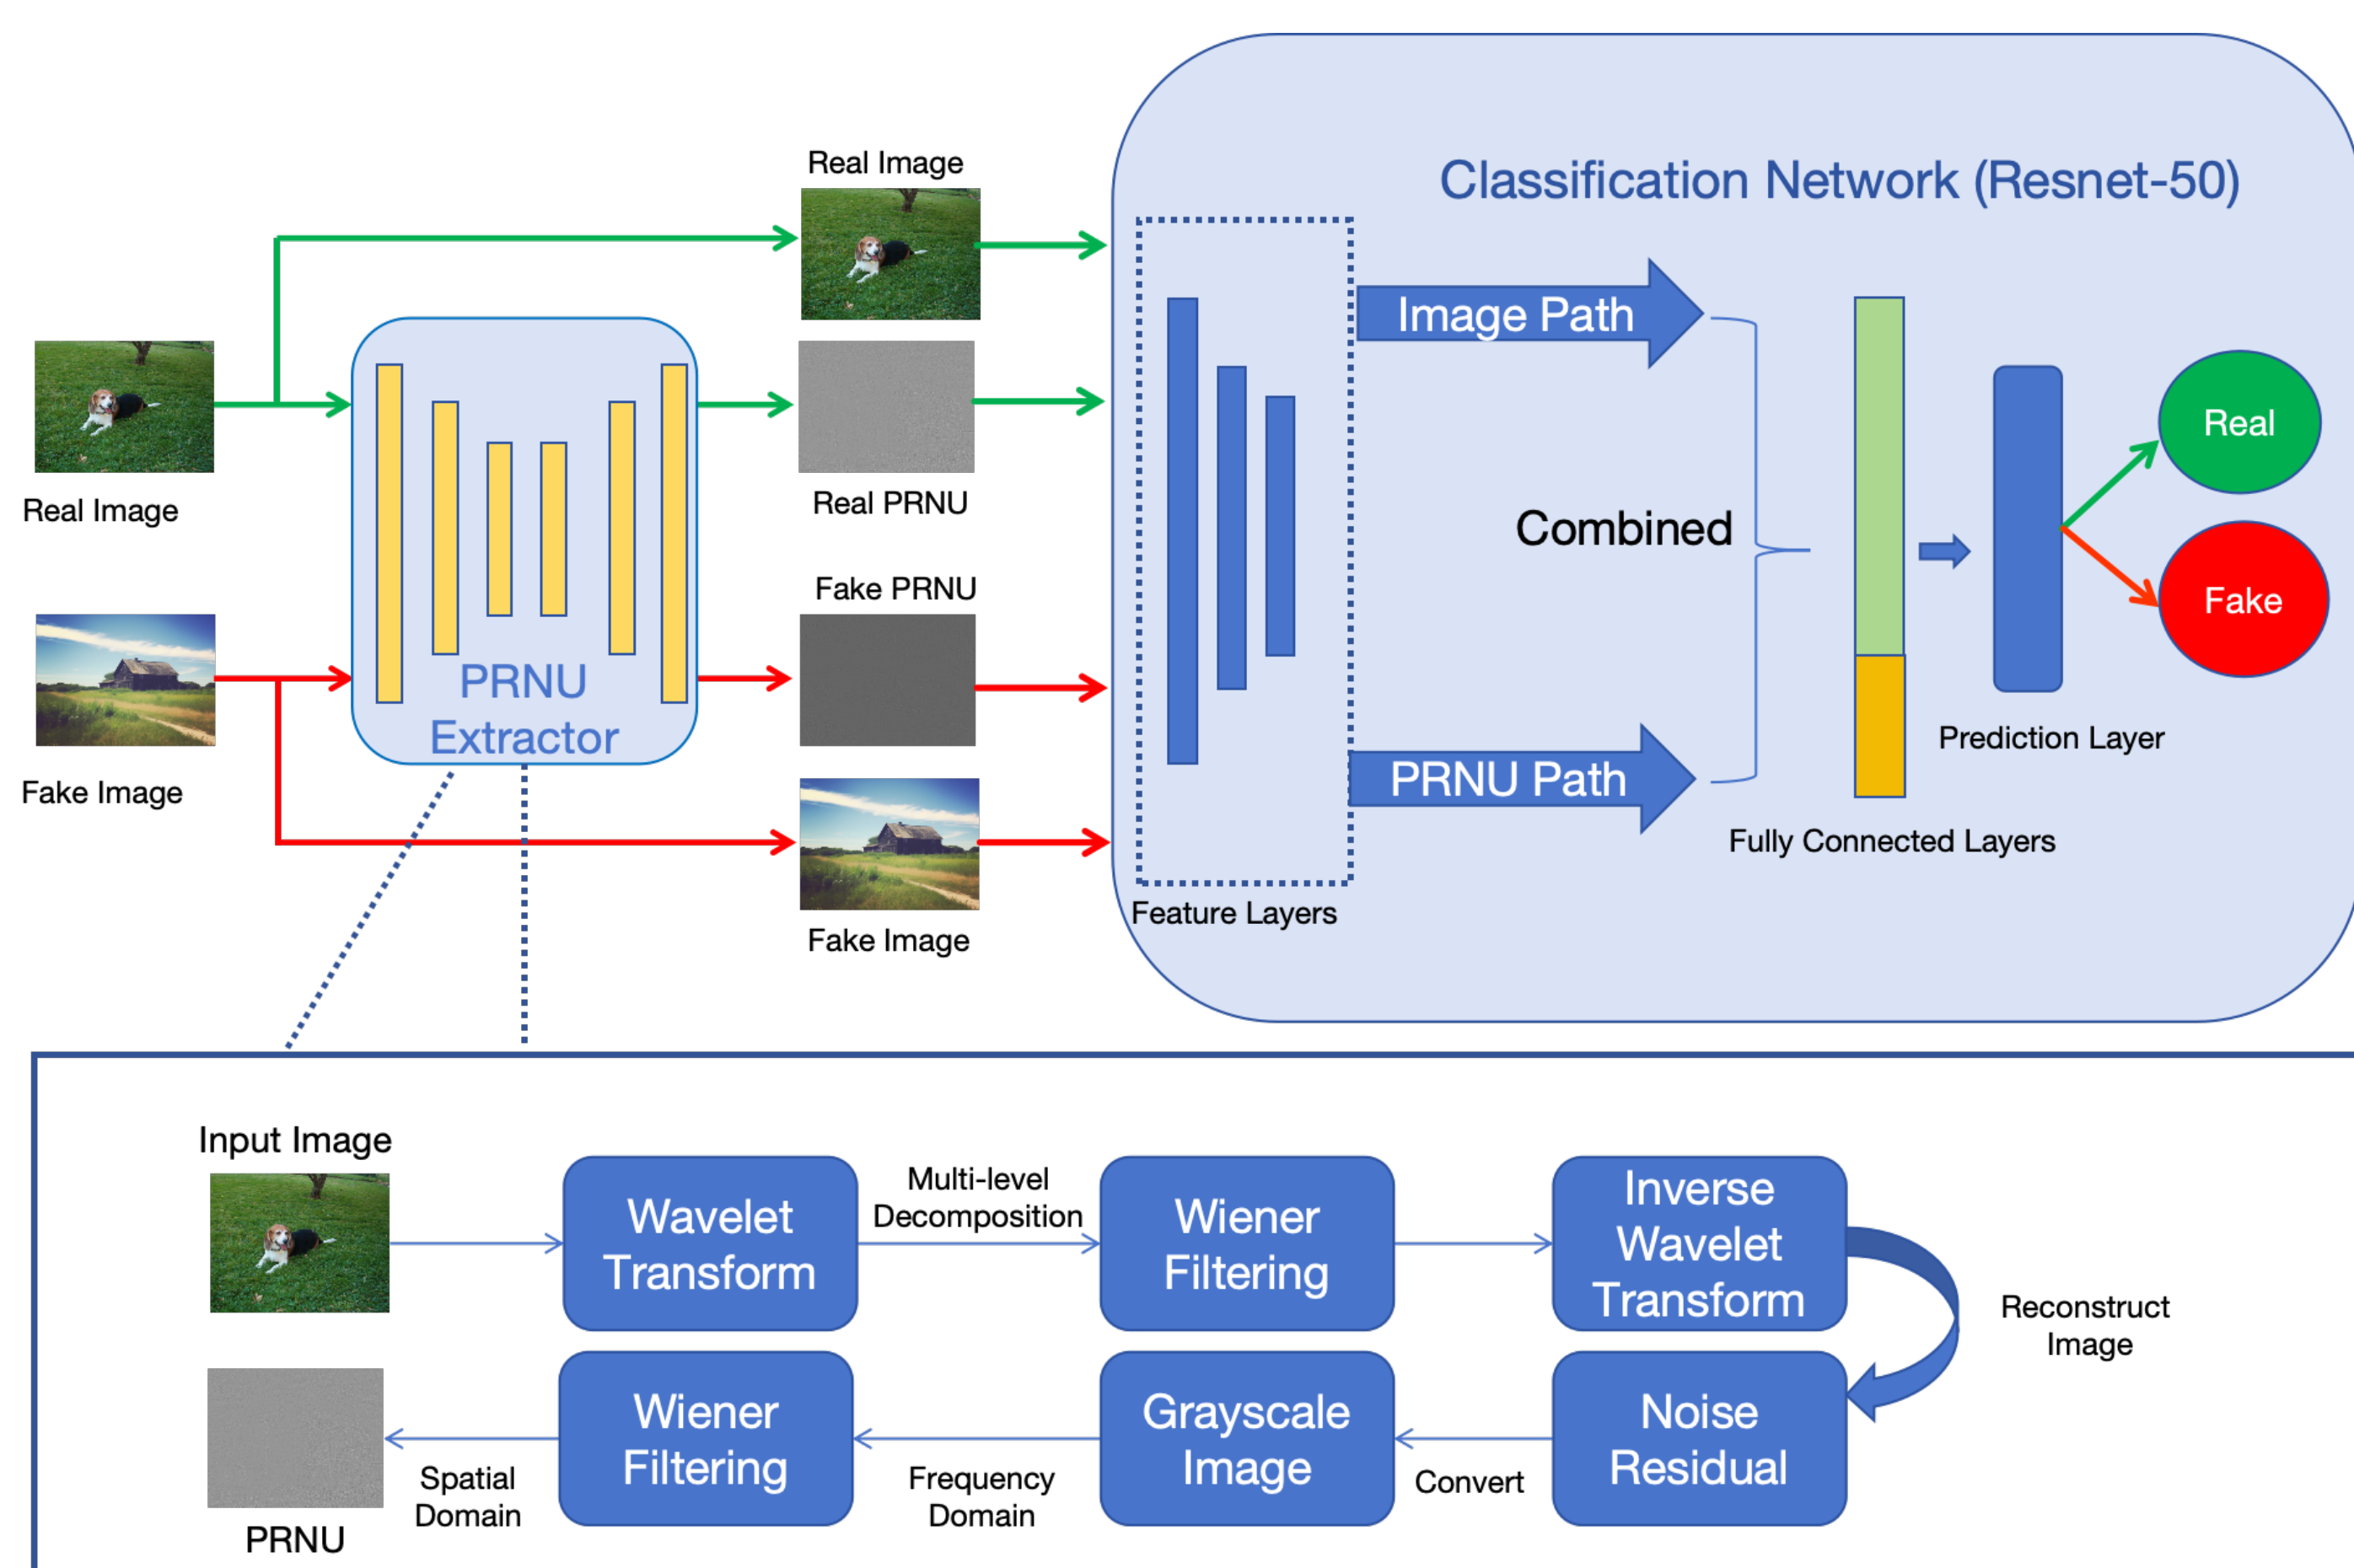 Real Image
Classification Network (Resnet-50)
Image Path
Real Image
Real PRNU
Combined
Real
Fake PRNU
Fake
PRNU
Extractor
Fake Image
PRNU Path
Prediction Layer
Fully Connected Layers
Feature Layers
Fake Image
Input Image
Wavelet
Transform
Multi-level
Decomposition
Wiener
Filtering
Inverse
Wavelet
Transform
Reconstruct
Image
Noise
Residual
Convert
Grayscale
Image
Frequency
Domain
Wiener
Filtering
Spatial
Domain
PRNU